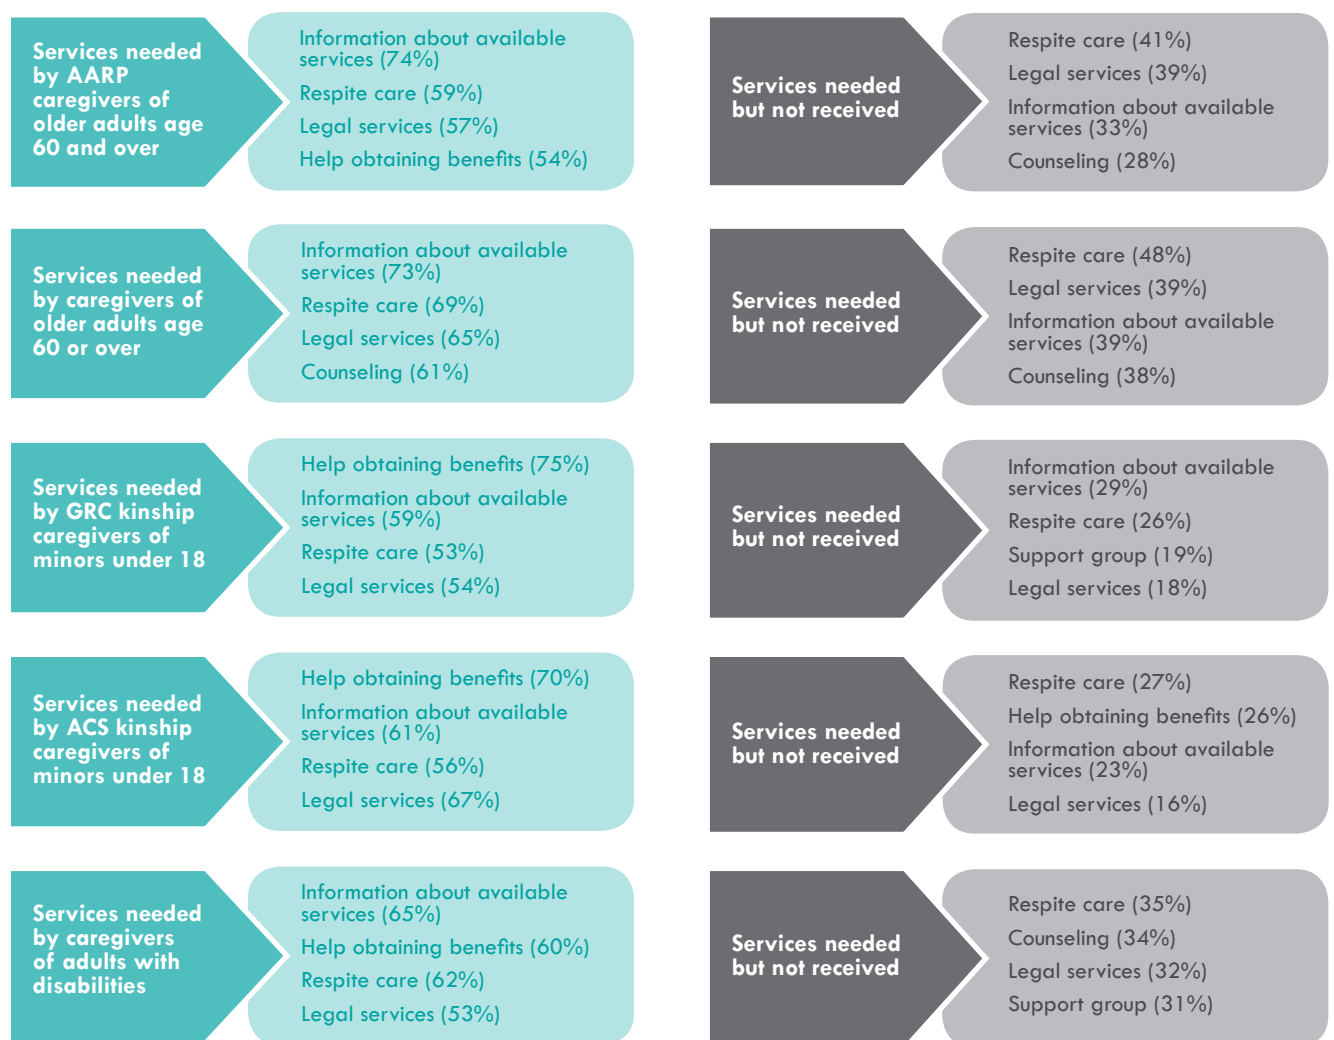 Services needed
by AARP
caregivers of
older adults age
60 and over
Information about available
services (74%)
Respite care (59%)
Legal services (57%)
Help obtaining benefits (54%)
Services needed
but not received
Respite care (41%)
Legal services (39%)
Information about available
services (33%)
Counseling (28%)
Services needed
by caregivers of
older adults age
60 or over
Information about available
services (73%)
Respite care (69%)
Legal services (65%)
Counseling (61%)
Services needed
but not received
Respite care (48%)
Legal services (39%)
Information about available
services (39%)
Counseling (38%)
Services needed
by GRC kinship
caregivers of
minors under 18
Help obtaining benefits (75%)
Information about available
services (59%)
Respite care (53%)
Legal services (54%)
Services needed
but not received
Information about available
services (29%)
Respite care (26%)
Support group (19%)
Legal services (18%)
Services needed
by ACS kinship
caregivers of
minors under 18
Help obtaining benefits (70%)
Information about available
services (61%)
Respite care (56%)
Legal services (67%)
Services needed
but not received
Respite care (27%)
Help obtaining benefits (26%)
Information about available
services (23%)
Legal services (16%)
Services needed
by caregivers
of adults with
disabilities
Information about available
services (65%)
Help obtaining benefits (60%)
Respite care (62%)
Legal services (53%)
Services needed
but not received
Respite care (35%)
Counseling (34%)
Legal services (32%)
Support group (31%)